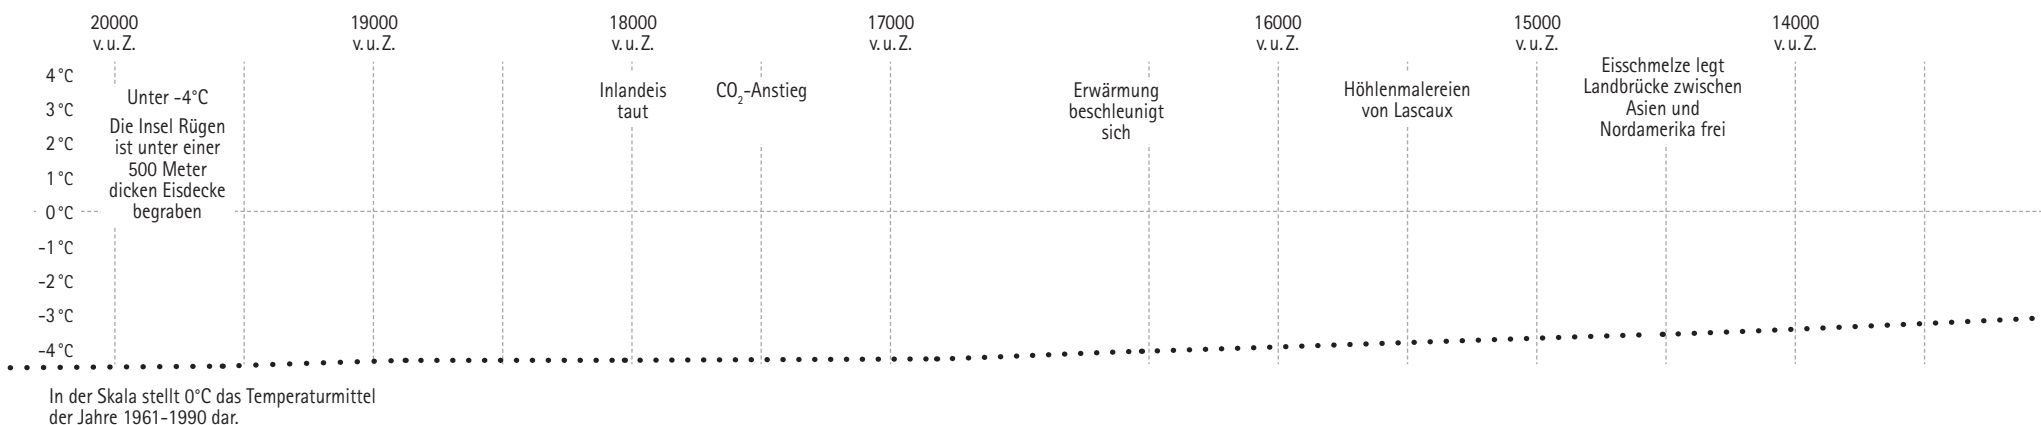 20000
v. u. Z.
19000
v. u. Z.
18000
v. u. Z.
17000
v. u. Z.
16000
v. u. Z.
15000
v. u. Z.
14000
v. u. Z.
4 °C
3 °C
2 °C
1 °C
0 °C
-1 °C
-2 °C
-3 °C
-4 °C
Unter -4°C
Die Insel Rügen
ist unter einer
500 Meter
dicken Eisdecke
begraben
Inlandeis
taut
CO₂-Anstieg
Erwärmung
beschleunigt
sich
Höhlenmalereien
von Lascaux
Eisschmelze legt
Landbrücke zwischen
Asien und
Nordamerika frei
In der Skala stellt 0°C das Temperaturmittel
der Jahre 1961-1990 dar.